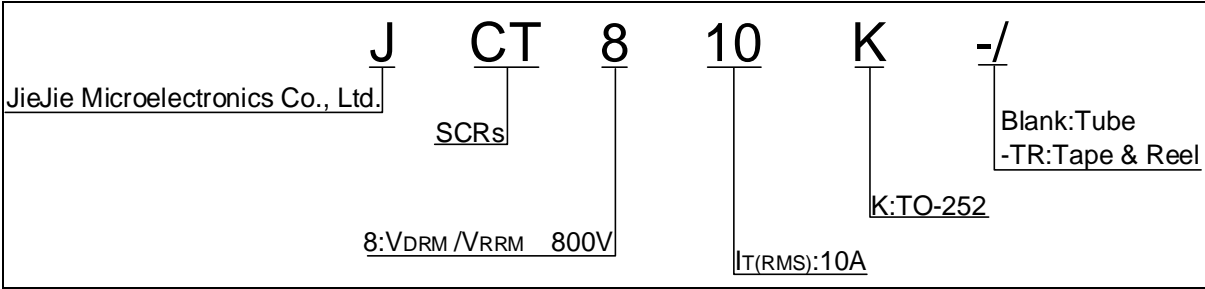 J CT 8 10 K -/
JieJie Microelectronics Co., Ltd.
SCRs
Blank:Tube
-TR:Tape & Reel
K:TO-252
8:VDRM /VRRM 800V
IT(RMS):10A